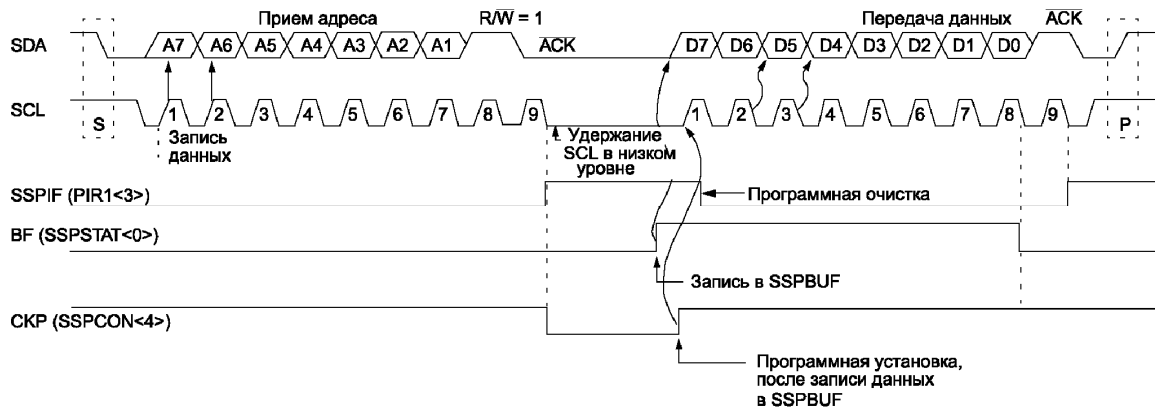 Прием адреса R/W̅ = 1 Передача данных A̅C̅K̅
SDA A7 A6 A5 A4 A3 A2 A1 A̅C̅K̅ D7 D6 D5 D4 D3 D2 D1 D0
SCL S 1 2 3 4 5 6 7 8 9 1 2 3 4 5 6 7 8 9 P
Запись
данных
Удержание
SCL в низком
уровне
SSPIF (PIR1<3>)
Программная очистка
BF (SSPSTAT<0>)
Запись в SSPBUF
CKP (SSPCON<4>)
Программная установка,
после записи данных
в SSPBUF